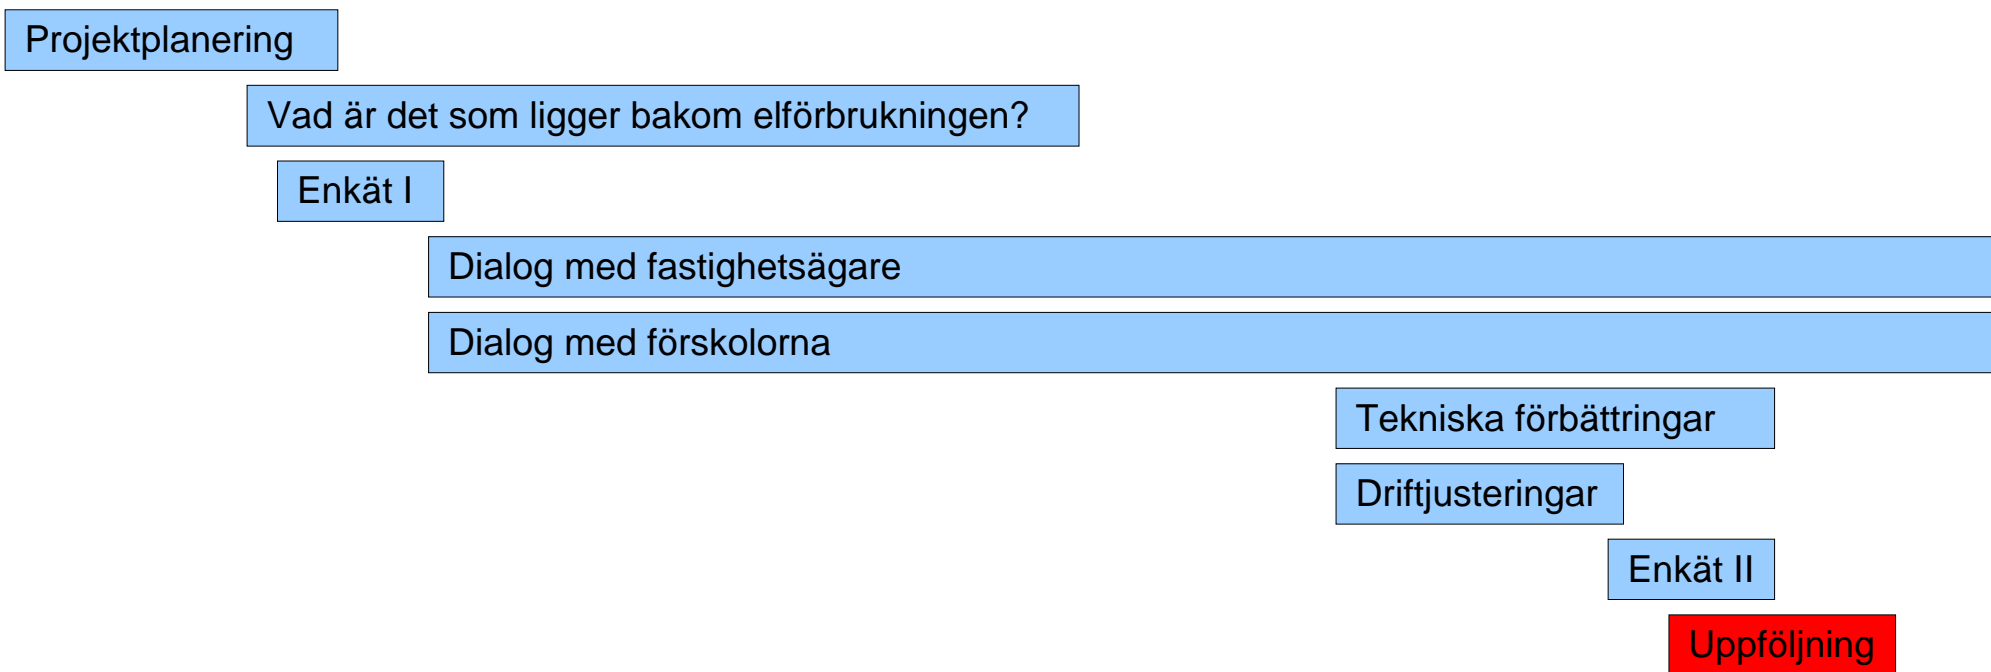 Projektplanering
Vad är det som ligger bakom elförbrukningen?
Enkät I
Dialog med fastighetsägare
Dialog med förskolorna
Tekniska förbättringar
Driftjusteringar
Enkät II
Uppföljning